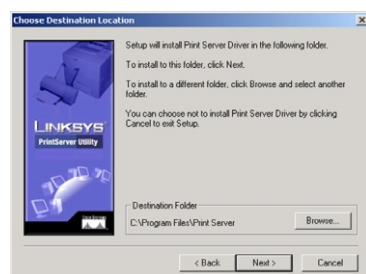 Choose Destination Location
Setup will install Print Server Driver in the following folder.
To install to this folder, click Next.
To install to a different folder, click Browse and select another
folder.
You can choose not to install Print Server Driver by clicking
Cancel to exit Setup.
LINKSYS
PrintServer Utility
Destination Folder
C:\Program Files\Print Server
Browse...
< Back
Next >
Cancel